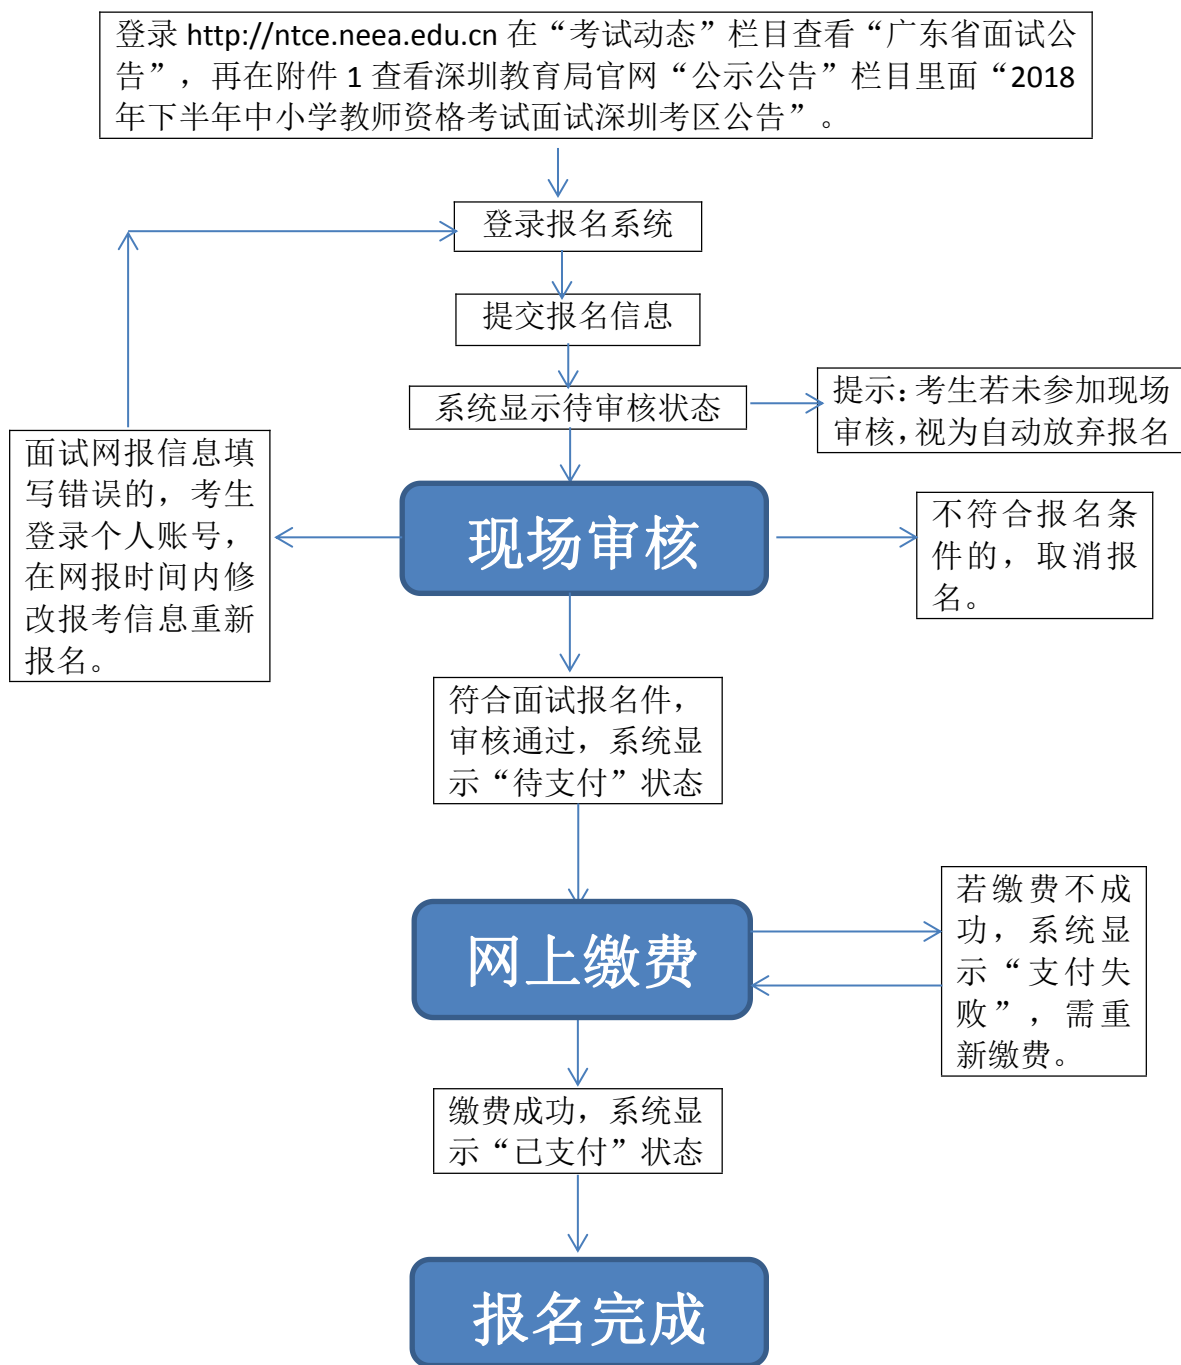 登录 http://ntce.neea.edu.cn 在“考试动态”栏目查看“广东省面试公
告”，再在附件 1 查看深圳教育局官网“公示公告”栏目里面“2018
年下半年中小学教师资格考试面试深圳考区公告”。
登录报名系统
提交报名信息
系统显示待审核状态
提示：考生若未参加现场
审核，视为自动放弃报名
面试网报信息填
写错误的，考生
登录个人账号，
在网报时间内修
改报考信息重新
报名。
现场审核
不符合报名条
件的，取消报
名。
符合面试报名件，
审核通过，系统显
示“待支付”状态
网上缴费
若缴费不成
功，系统显
示“支付失
败”，需重
新缴费。
缴费成功，系统显
示“已支付”状态
报名完成